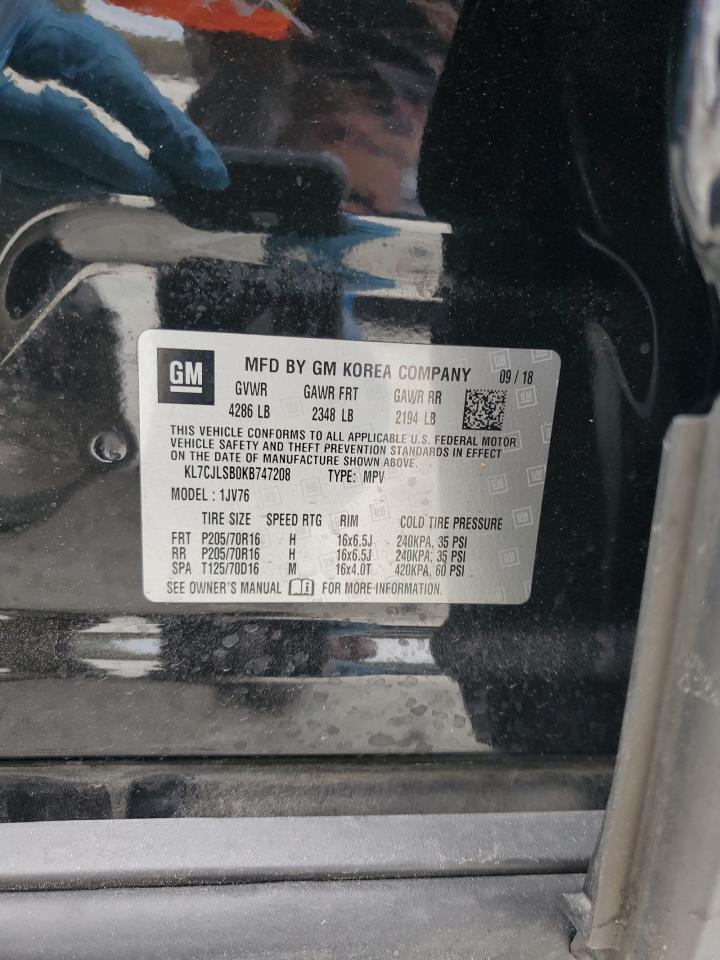 GM MFD BY GM KOREA COMPANY 09 / 18
GVWR GAWR FRT GAWR RR
4286 LB 2348 LB 2194 LB
THIS VEHICLE CONFORMS TO ALL APPLICABLE U.S. FEDERAL MOTOR
VEHICLE SAFETY AND THEFT PREVENTION STANDARDS IN EFFECT
ON THE DATE OF MANUFACTURE SHOWN ABOVE.
KL7CJLSB0KB747208 TYPE: MPV
MODEL : 1JV76
TIRE SIZE SPEED RTG RIM COLD TIRE PRESSURE
FRT P205/70R16 H 16x6.5J 240KPA, 35 PSI
RR P205/70R16 H 16x6.5J 240KPA, 35 PSI
SPA T125/70D16 M 16x4.0T 420KPA, 60 PSI
SEE OWNER'S MANUAL FOR MORE INFORMATION.